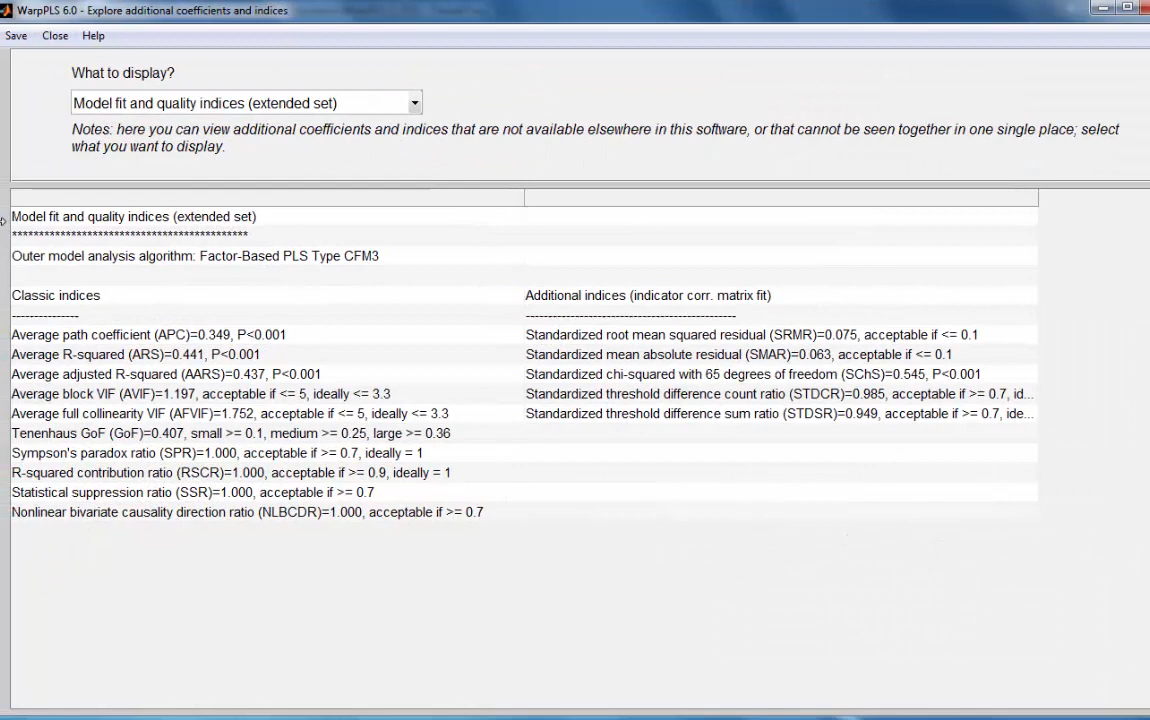 WarpPLS 6.0 - Explore additional coefficients and indices
Save Close Help
What to display?
Model fit and quality indices (extended set)
Notes: here you can view additional coefficients and indices that are not available elsewhere in this software, or that cannot be seen together in one single place; select
what you want to display.
Model fit and quality indices (extended set)
********************************************
Outer model analysis algorithm: Factor-Based PLS Type CFM3
Classic indices
---------------
Average path coefficient (APC)=0.349, P<0.001
Average R-squared (ARS)=0.441, P<0.001
Average adjusted R-squared (AARS)=0.437, P<0.001
Average block VIF (AVIF)=1.197, acceptable if <= 5, ideally <= 3.3
Average full collinearity VIF (AFVIF)=1.752, acceptable if <= 5, ideally <= 3.3
Tenenhaus GoF (GoF)=0.407, small >= 0.1, medium >= 0.25, large >= 0.36
Sympson's paradox ratio (SPR)=1.000, acceptable if >= 0.7, ideally = 1
R-squared contribution ratio (RSCR)=1.000, acceptable if >= 0.9, ideally = 1
Statistical suppression ratio (SSR)=1.000, acceptable if >= 0.7
Nonlinear bivariate causality direction ratio (NLBCDR)=1.000, acceptable if >= 0.7
Additional indices (indicator corr. matrix fit)
-----------------------------------------------
Standardized root mean squared residual (SRMR)=0.075, acceptable if <= 0.1
Standardized mean absolute residual (SMAR)=0.063, acceptable if <= 0.1
Standardized chi-squared with 65 degrees of freedom (SChS)=0.545, P<0.001
Standardized threshold difference count ratio (STDCR)=0.985, acceptable if >= 0.7, id...
Standardized threshold difference sum ratio (STDSR)=0.949, acceptable if >= 0.7, ide...